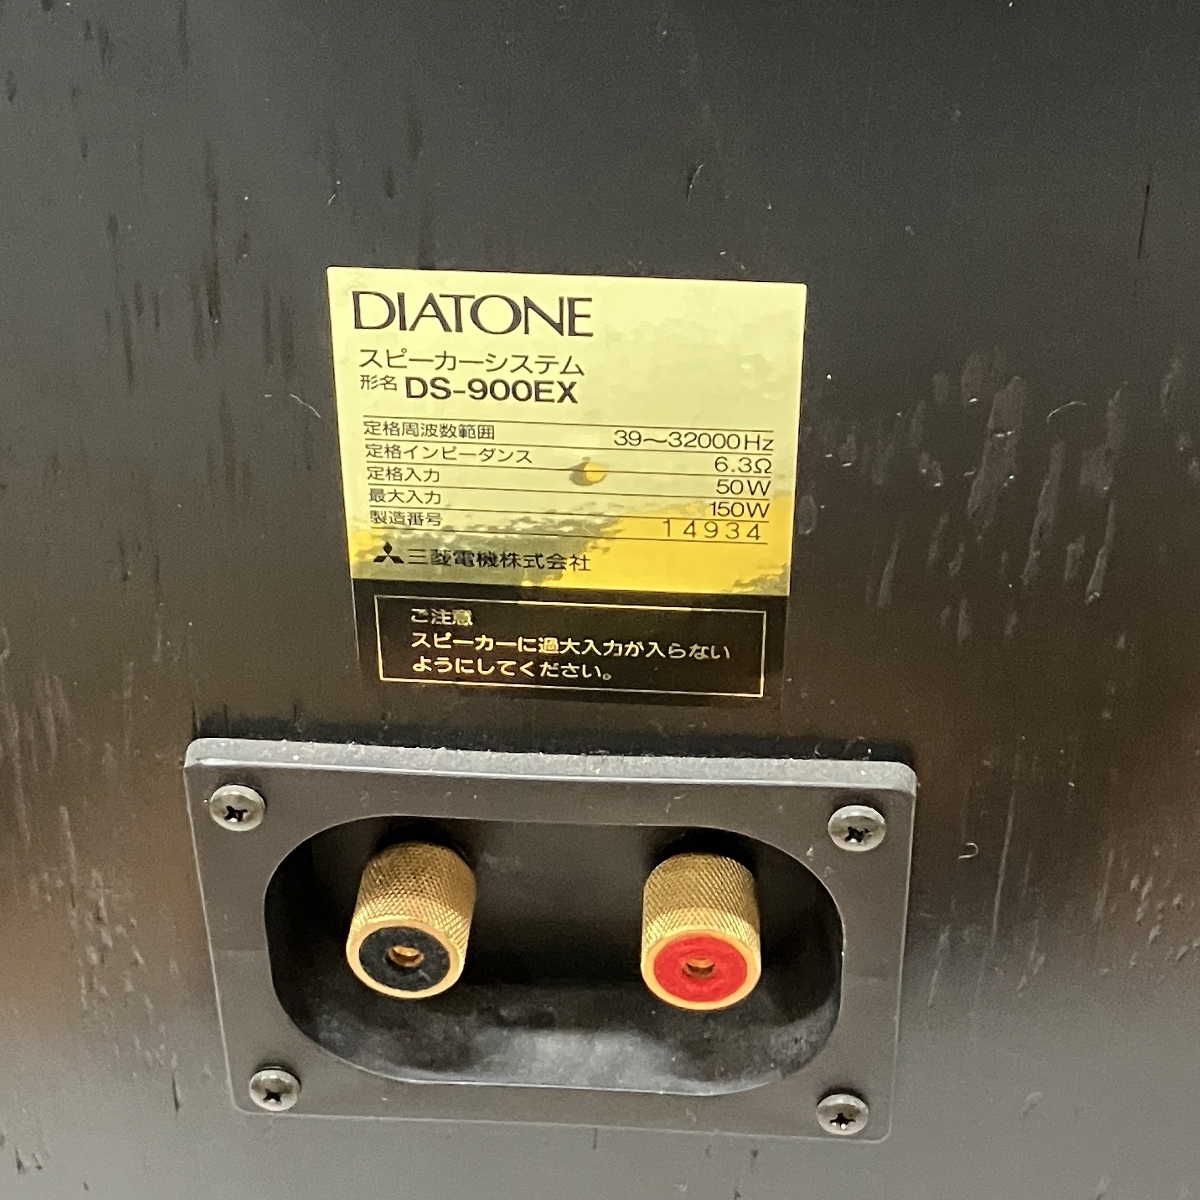 DIATONE
スピーカーシステム
形名 DS-900EX
定格周波数範囲 39〜32000Hz
定格インピーダンス 6.3Ω
定格入力 50W
最大入力 150W
製造番号 14934
三菱電機株式会社
ご注意
スピーカーに過大入力が入らない
ようにしてください。